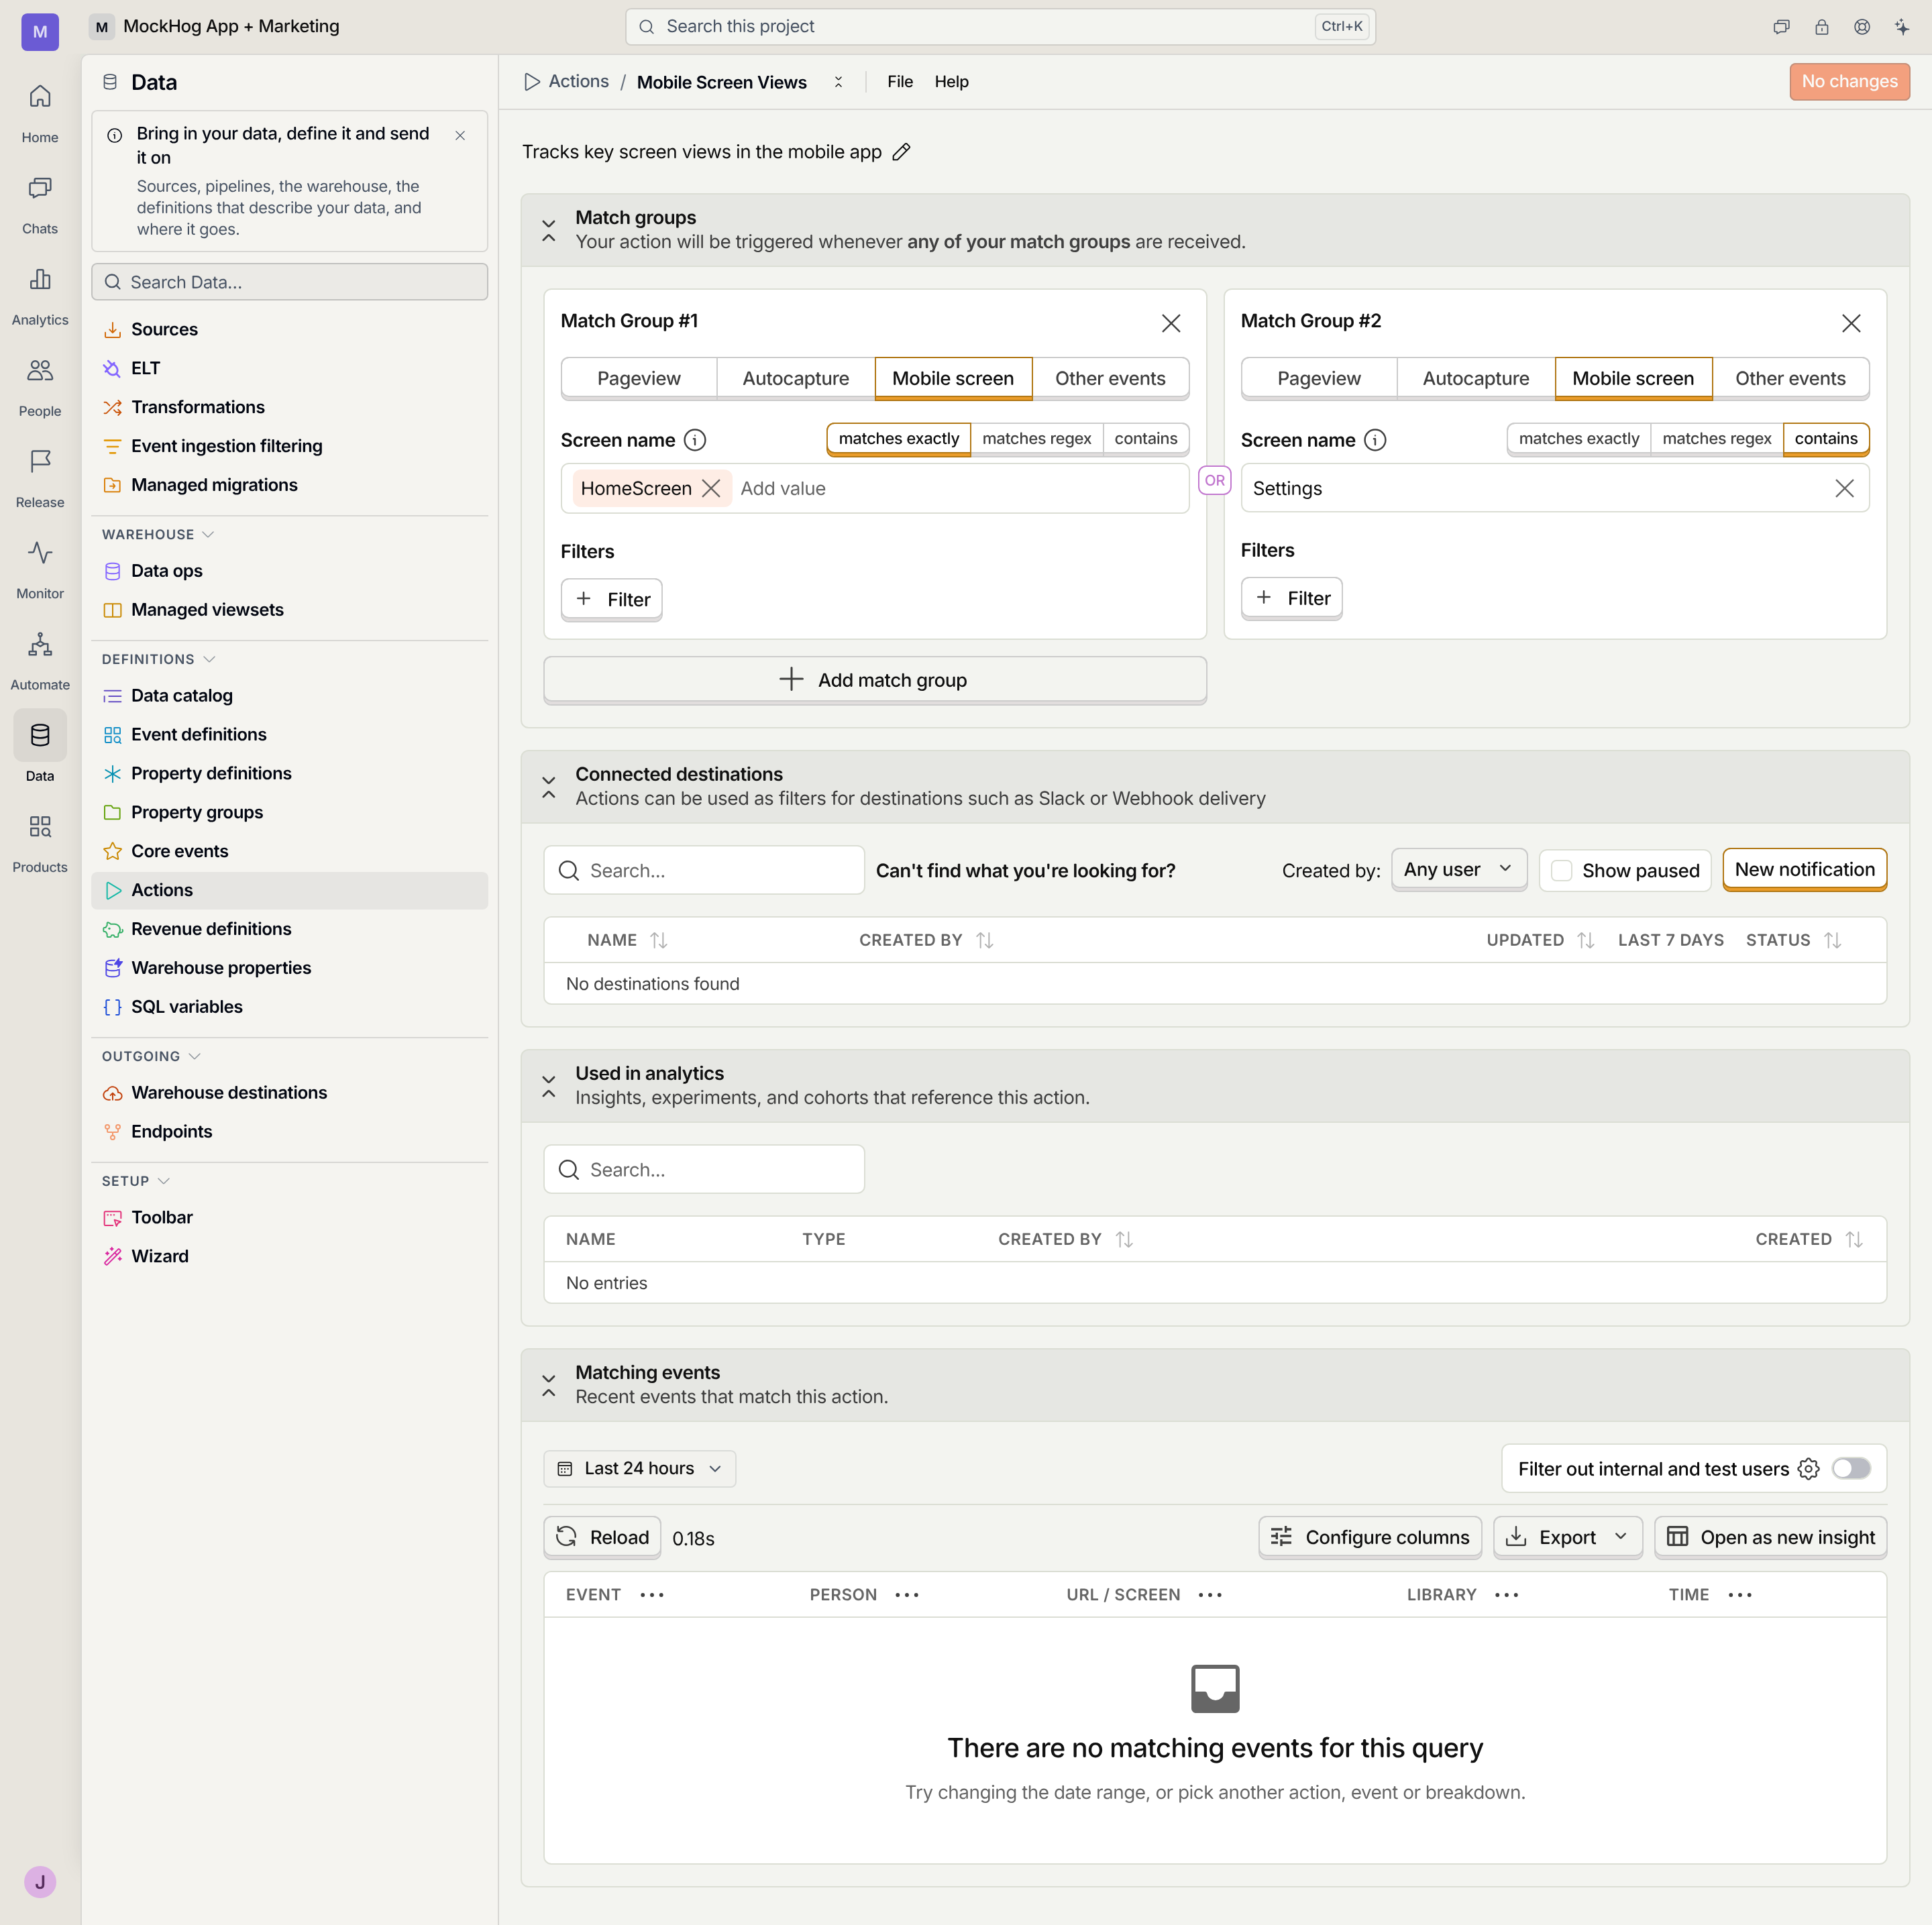 M
M MockHog App + Marketing
Search this project
Ctrl+K
Home
Chats
Analytics
People
Release
Monitor
Automate
Data
Products
J
Data
Bring in your data, define it and send
it on
Sources, pipelines, the warehouse, the
definitions that describe your data, and
where it goes.
Search Data...
Sources
ELT
Transformations
Event ingestion filtering
Managed migrations
WAREHOUSE
Data ops
Managed viewsets
DEFINITIONS
Data catalog
Event definitions
Property definitions
Property groups
Core events
Actions
Revenue definitions
Warehouse properties
SQL variables
OUTGOING
Warehouse destinations
Endpoints
SETUP
Toolbar
Wizard
Actions / Mobile Screen Views
File
Help
No changes
Tracks key screen views in the mobile app
Match groups
Your action will be triggered whenever any of your match groups are received.
Match Group #1
Pageview
Autocapture
Mobile screen
Other events
Screen name
matches exactly
matches regex
contains
HomeScreen
Add value
Filters
Filter
OR
Match Group #2
Pageview
Autocapture
Mobile screen
Other events
Screen name
matches exactly
matches regex
contains
Settings
Filters
Filter
Add match group
Connected destinations
Actions can be used as filters for destinations such as Slack or Webhook delivery
Search...
Can't find what you're looking for?
Created by:
Any user
Show paused
New notification
NAME
CREATED BY
UPDATED
LAST 7 DAYS
STATUS
No destinations found
Used in analytics
Insights, experiments, and cohorts that reference this action.
Search...
NAME
TYPE
CREATED BY
CREATED
No entries
Matching events
Recent events that match this action.
Last 24 hours
Filter out internal and test users
Reload
0.18s
Configure columns
Export
Open as new insight
EVENT
PERSON
URL / SCREEN
LIBRARY
TIME
There are no matching events for this query
Try changing the date range, or pick another action, event or breakdown.